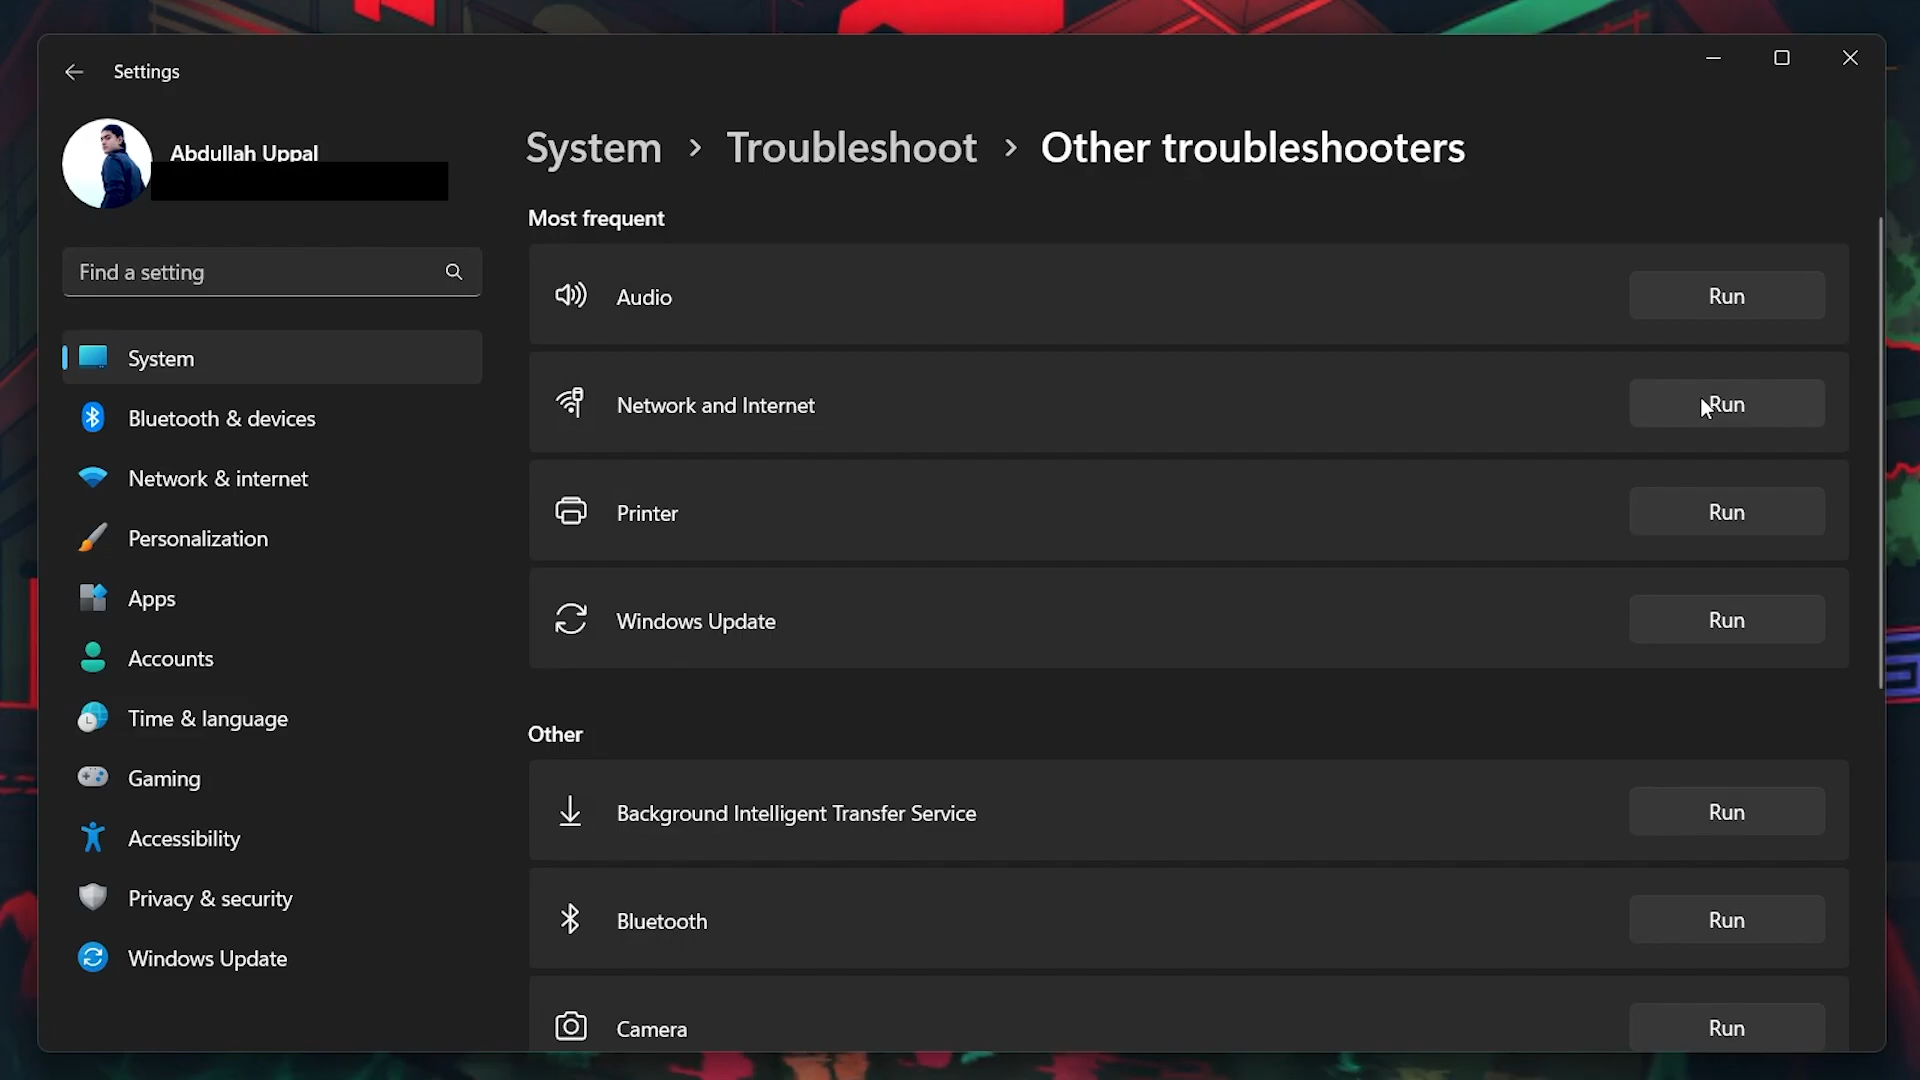 Settings
Abdullah Uppal
Find a setting
System
Bluetooth & devices
Network & internet
Personalization
Apps
Accounts
Time & language
Gaming
Accessibility
Privacy & security
Windows Update
System > Troubleshoot > Other troubleshooters
Most frequent
Audio Run
Network and Internet Run
Printer Run
Windows Update Run
Other
Background Intelligent Transfer Service Run
Bluetooth Run
Camera Run